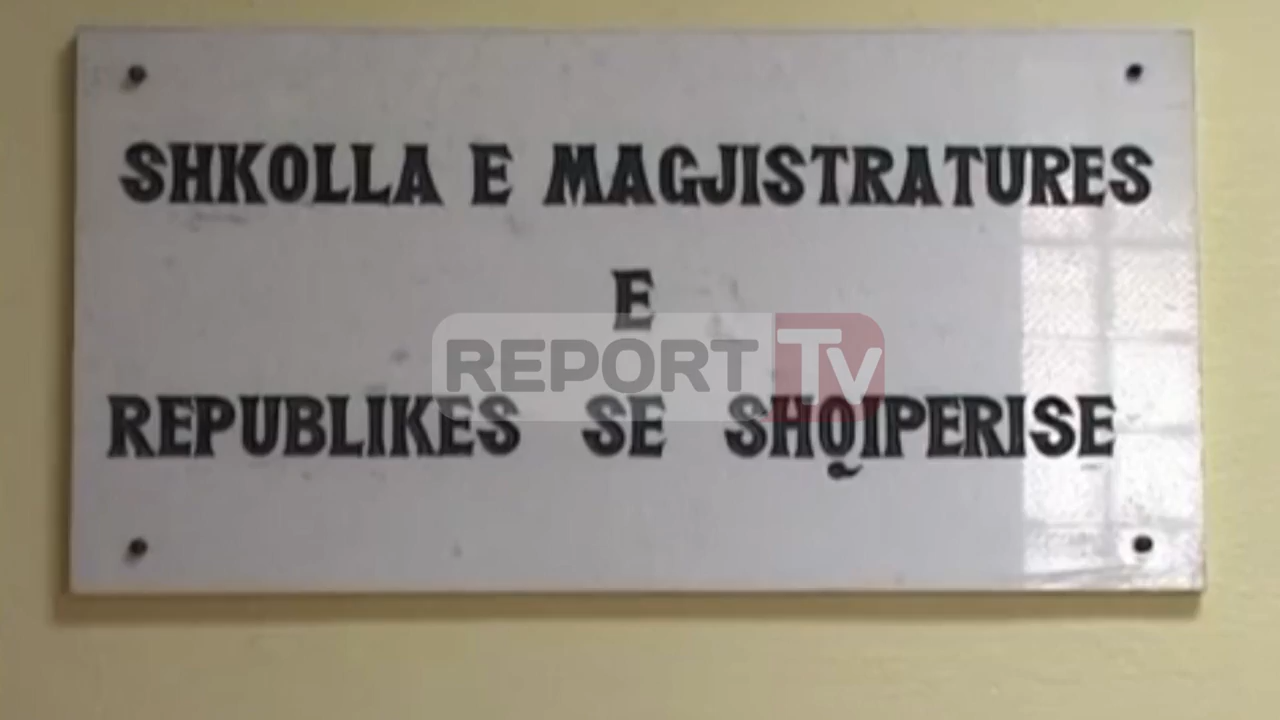 SHKOLLA E MAGJISTRATURES
E
REPORT TV
REPUBLIKES SE SHQIPERISE